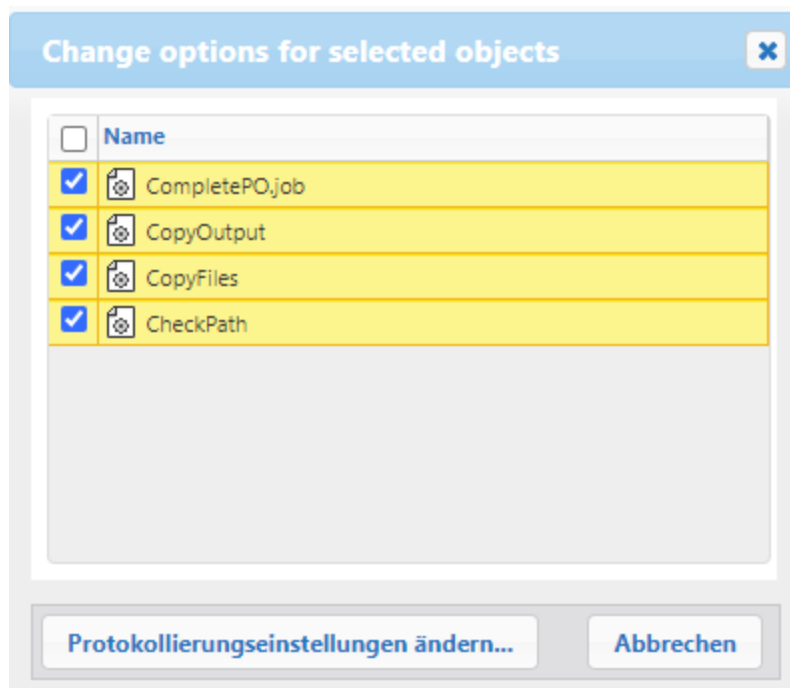 Change options for selected objects
Name
CompletePO.job
CopyOutput
CopyFiles
CheckPath
Protokollierungseinstellungen ändern... Abbrechen